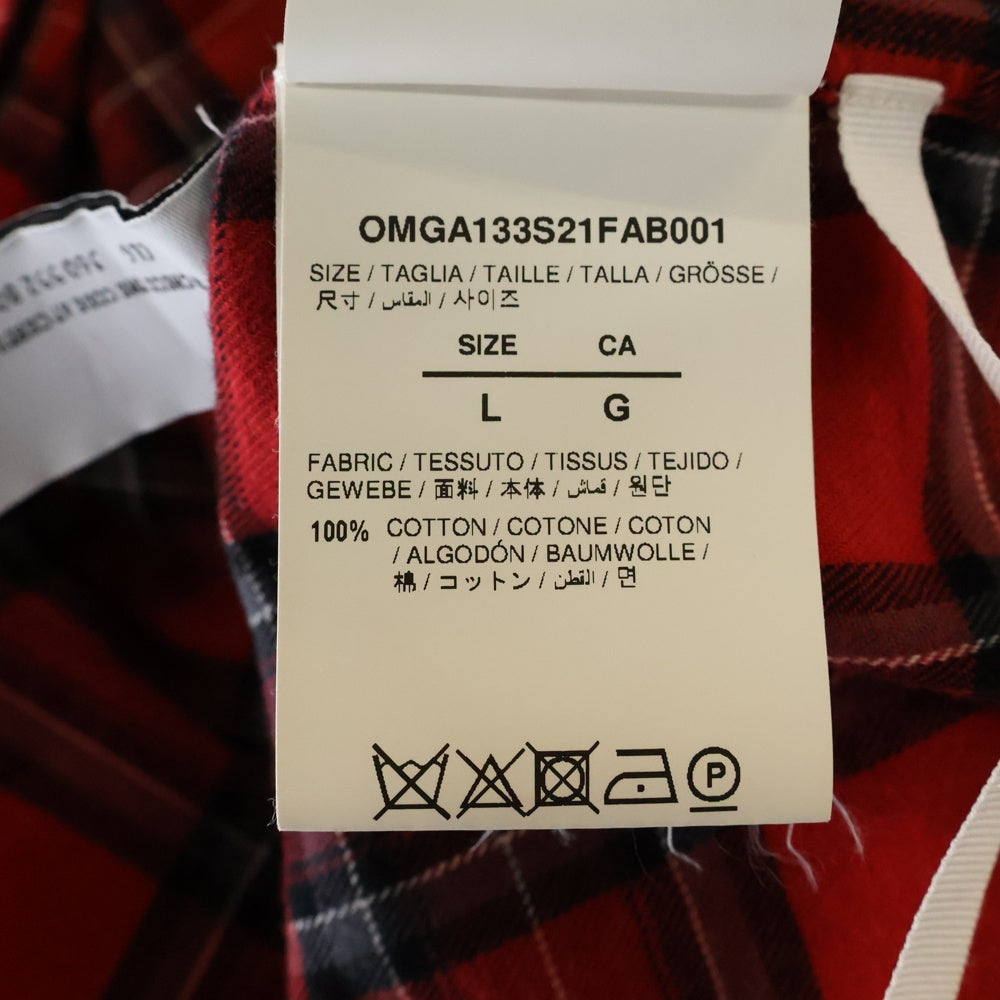 OMGA133S21FAB001
SIZE / TAGLIA / TAILLE / TALLA / GRÖSSE /
尺寸 / المقاس / 사이즈
SIZE CA
L G
FABRIC / TESSUTO / TISSUS / TEJIDO /
GEWEBE / 面料 / 本体 / قماش / 원단
100% COTTON / COTONE / COTON
/ ALGODÓN / BAUMWOLLE /
棉 / コットン / القطن / 면
P